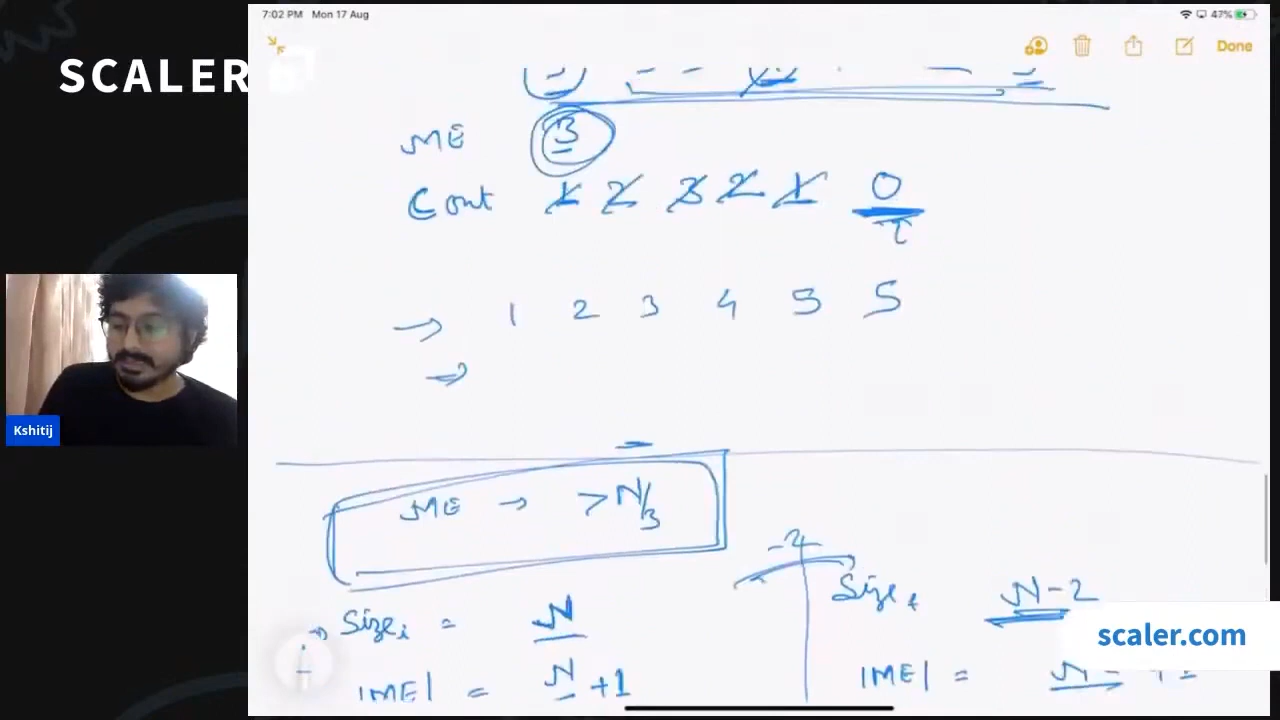 7:02 PM Mon 17 Aug
47%
SCALER
Done
ME 3
Cont 1 2 3 2 1 0
→ 1 2 3 4 5 5
→
Kshitij
ME → > N/3
-2
Size i = N
Size f N-2
scaler.com
|ME| = N +1
|ME| =